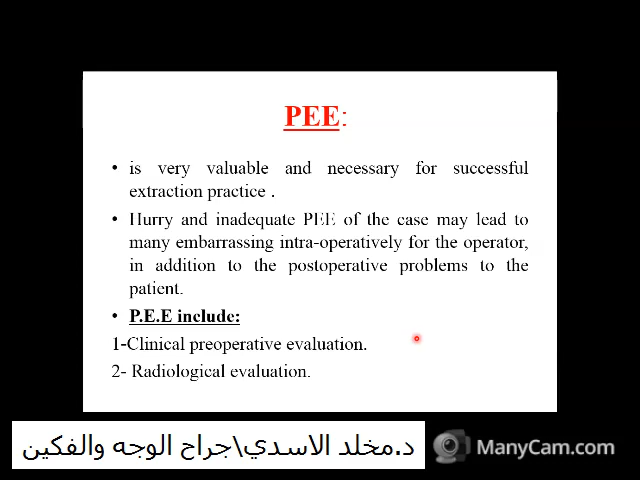 PEE:
• is very valuable and necessary for successful
extraction practice .
• Hurry and inadequate PEE of the case may lead to
many embarrassing intra-operatively for the operator,
in addition to the postoperative problems to the
patient.
• P.E.E include:
1-Clinical preoperative evaluation.
2- Radiological evaluation.
د.مخلد الاسدي\جراح الوجه والفكين
ManyCam.com